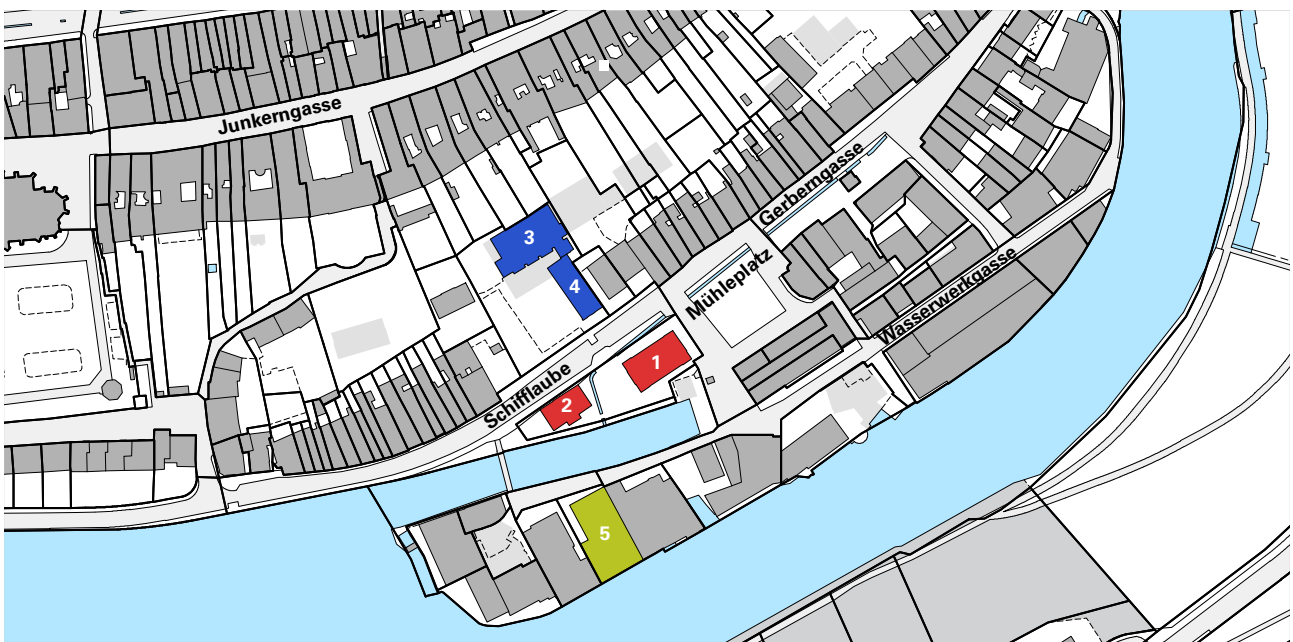 Junkerngasse
Gerberngasse
3
4
Mühleplatz
Wasserwerkgasse
1
Schifflaube
2
5